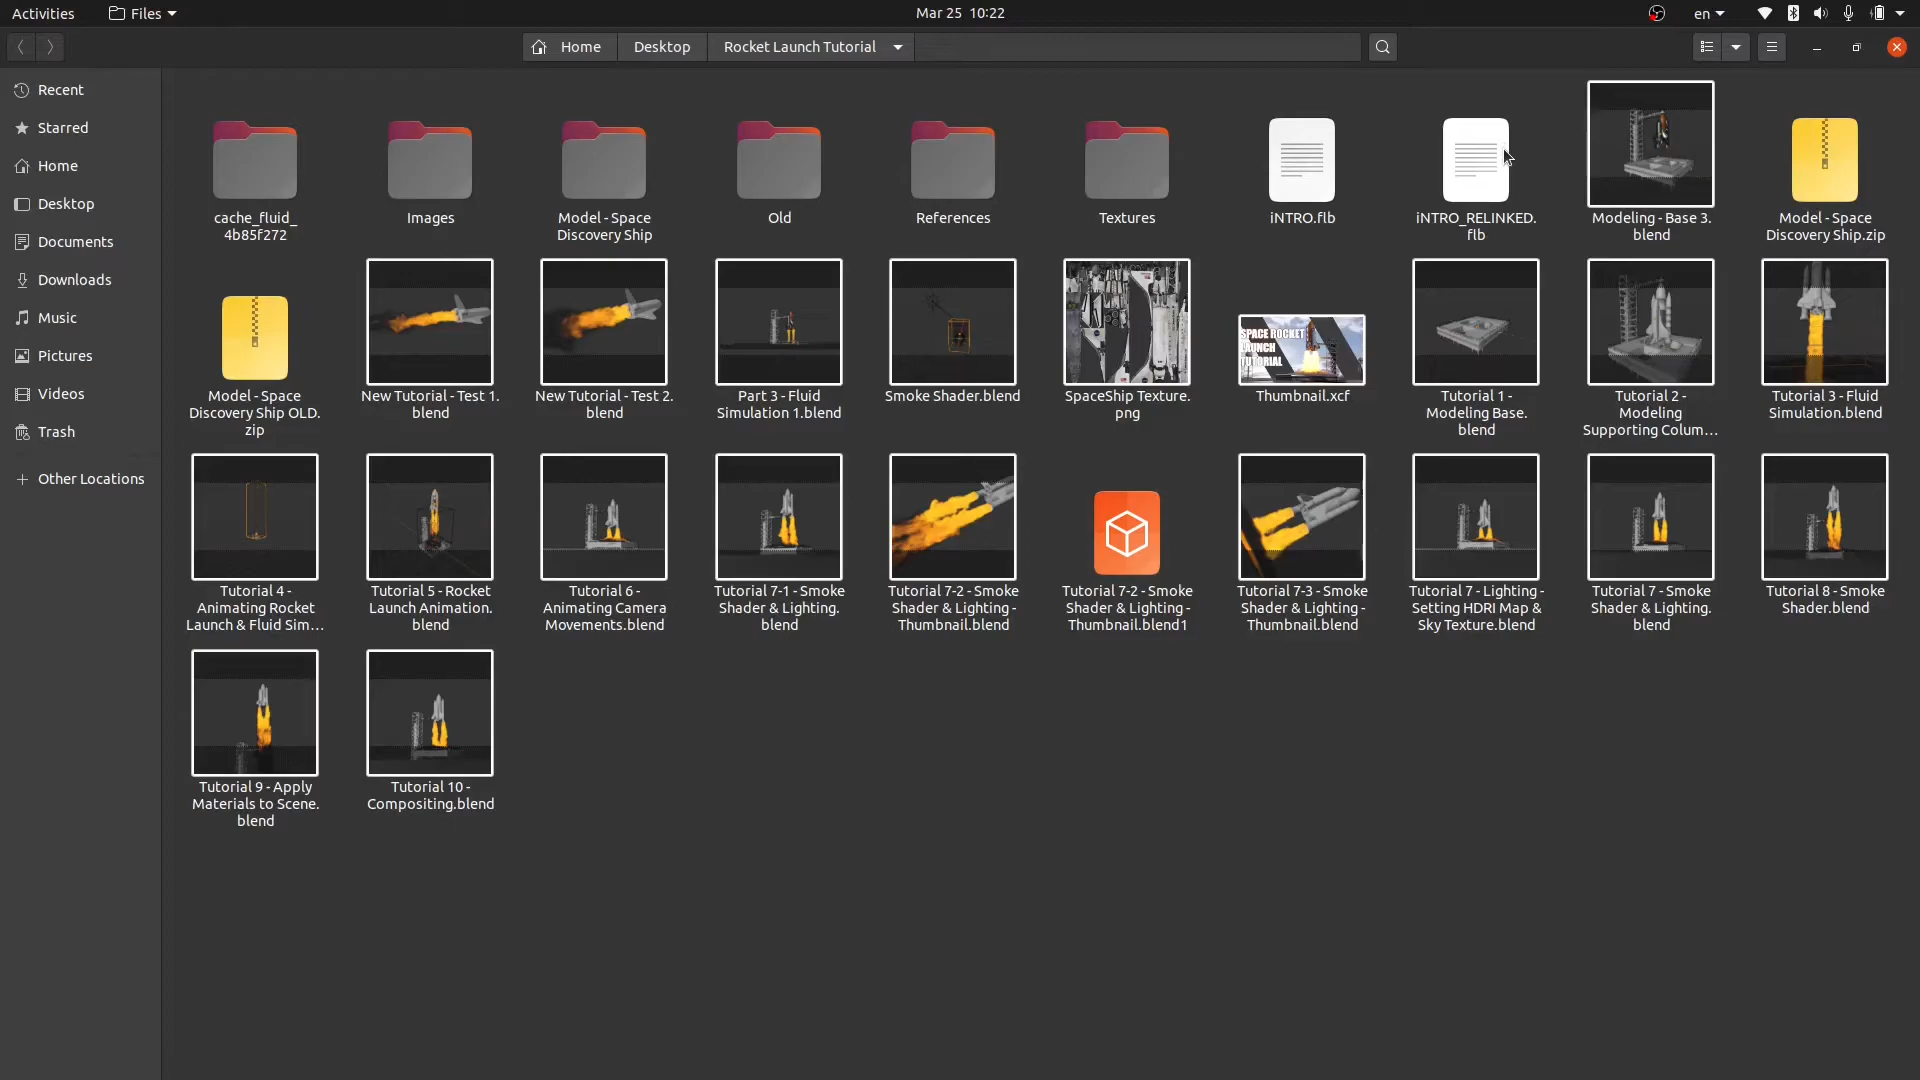 Activities
Files
Mar 25 10:22
en
Home
Desktop
Rocket Launch Tutorial
Recent
Starred
Home
Desktop
Documents
Downloads
Music
Pictures
Videos
Trash
Other Locations
cache_fluid_
4b85f272
Images
Model - Space
Discovery Ship
Old
References
Textures
iNTRO.flb
iNTRO_RELINKED.
flb
Modeling - Base 3.
blend
Model - Space
Discovery Ship.zip
Model - Space
Discovery Ship OLD.
zip
New Tutorial - Test 1.
blend
New Tutorial - Test 2.
blend
Part 3 - Fluid
Simulation 1.blend
Smoke Shader.blend
SpaceShip Texture.
png
SPACE ROCKET
LAUNCH
TUTORIAL
Thumbnail.xcf
Tutorial 1 -
Modeling Base.
blend
Tutorial 2 -
Modeling
Supporting Colum...
Tutorial 3 - Fluid
Simulation.blend
Tutorial 4 -
Animating Rocket
Launch & Fluid Sim...
Tutorial 5 - Rocket
Launch Animation.
blend
Tutorial 6 -
Animating Camera
Movements.blend
Tutorial 7-1 - Smoke
Shader & Lighting.
blend
Tutorial 7-2 - Smoke
Shader & Lighting -
Thumbnail.blend
Tutorial 7-2 - Smoke
Shader & Lighting -
Thumbnail.blend1
Tutorial 7-3 - Smoke
Shader & Lighting -
Thumbnail.blend
Tutorial 7 - Lighting -
Setting HDRI Map &
Sky Texture.blend
Tutorial 7 - Smoke
Shader & Lighting.
blend
Tutorial 8 - Smoke
Shader.blend
Tutorial 9 - Apply
Materials to Scene.
blend
Tutorial 10 -
Compositing.blend